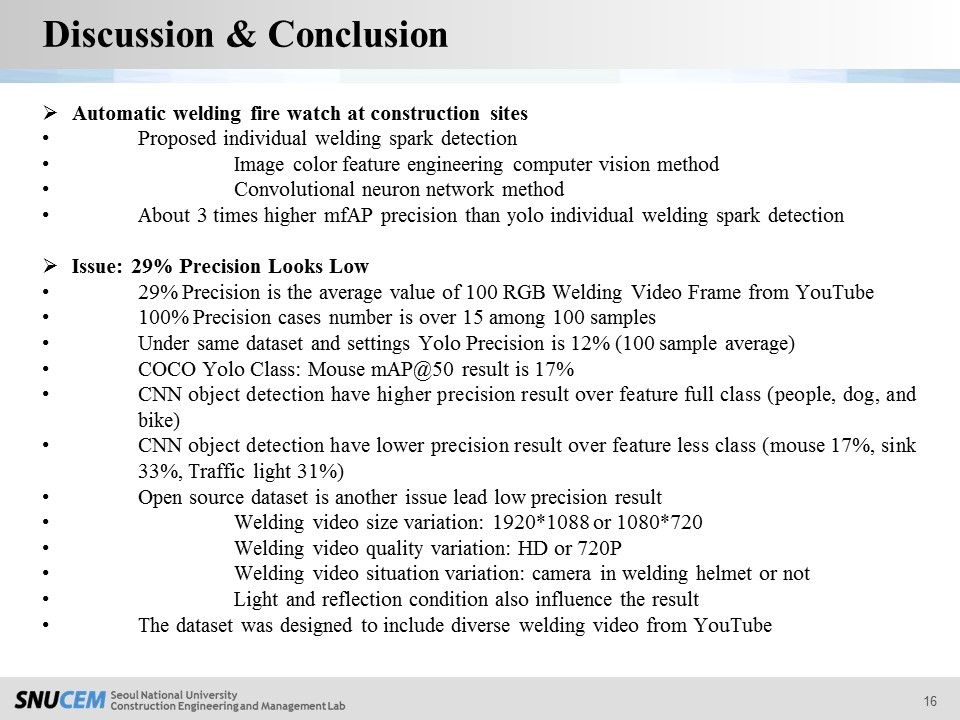 Discussion & Conclusion
➢ Automatic welding fire watch at construction sites
• Proposed individual welding spark detection
• Image color feature engineering computer vision method
• Convolutional neuron network method
• About 3 times higher mfAP precision than yolo individual welding spark detection
➢ Issue: 29% Precision Looks Low
• 29% Precision is the average value of 100 RGB Welding Video Frame from YouTube
• 100% Precision cases number is over 15 among 100 samples
• Under same dataset and settings Yolo Precision is 12% (100 sample average)
• COCO Yolo Class: Mouse mAP@50 result is 17%
• CNN object detection have higher precision result over feature full class (people, dog, and
bike)
• CNN object detection have lower precision result over feature less class (mouse 17%, sink
33%, Traffic light 31%)
• Open source dataset is another issue lead low precision result
• Welding video size variation: 1920*1088 or 1080*720
• Welding video quality variation: HD or 720P
• Welding video situation variation: camera in welding helmet or not
• Light and reflection condition also influence the result
• The dataset was designed to include diverse welding video from YouTube
SNUCEM
Seoul National University
Construction Engineering and Management Lab
16